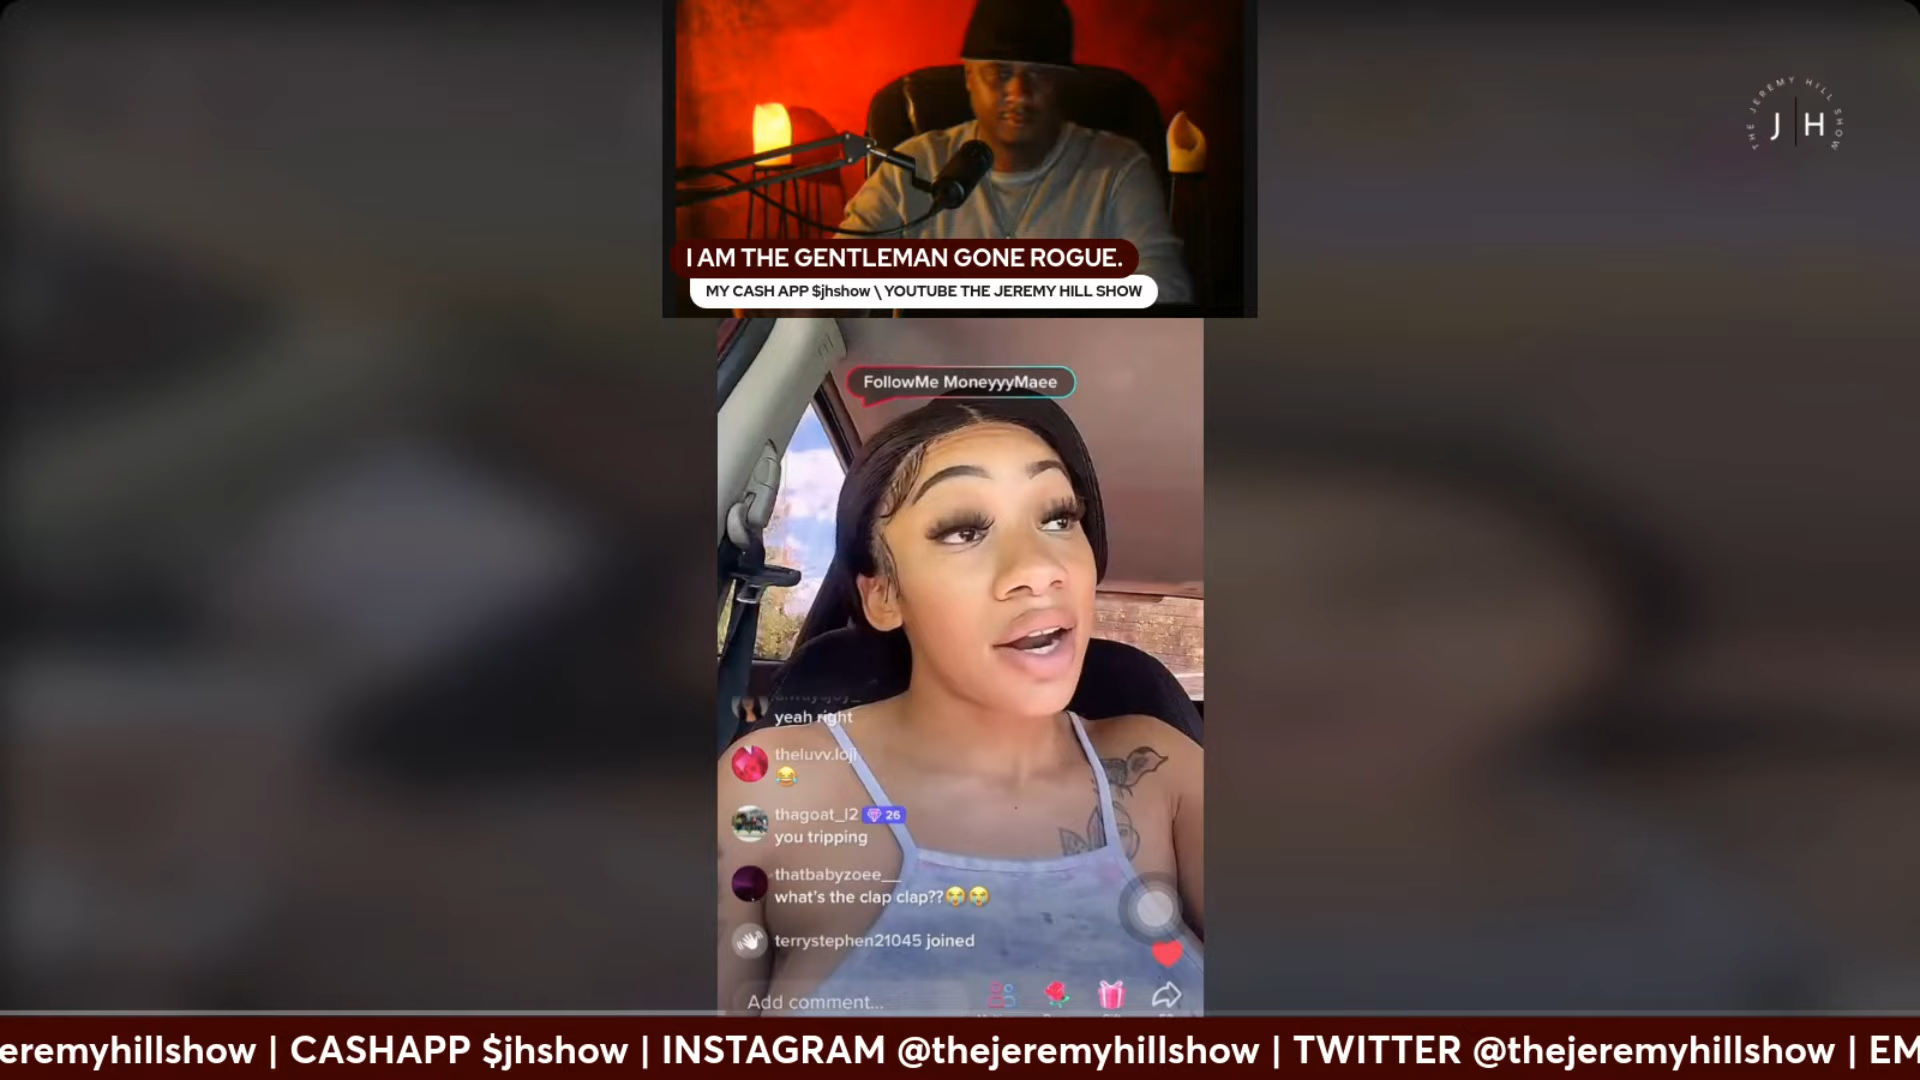 THE JEREMY HILL SHOW
J | H
I AM THE GENTLEMAN GONE ROGUE.
MY CASH APP $jhshow \ YOUTUBE THE JEREMY HILL SHOW
FollowMe MoneyyyMaee
yeah right
theluvv.loji
😂
thagoat_l2 26
you tripping
thatbabyzoee__
what's the clap clap??😭😭
terrystephen21045 joined
Add comment...
eremyhillshow | CASHAPP $jhshow | INSTAGRAM @thejeremyhillshow | TWITTER @thejeremyhillshow | EM